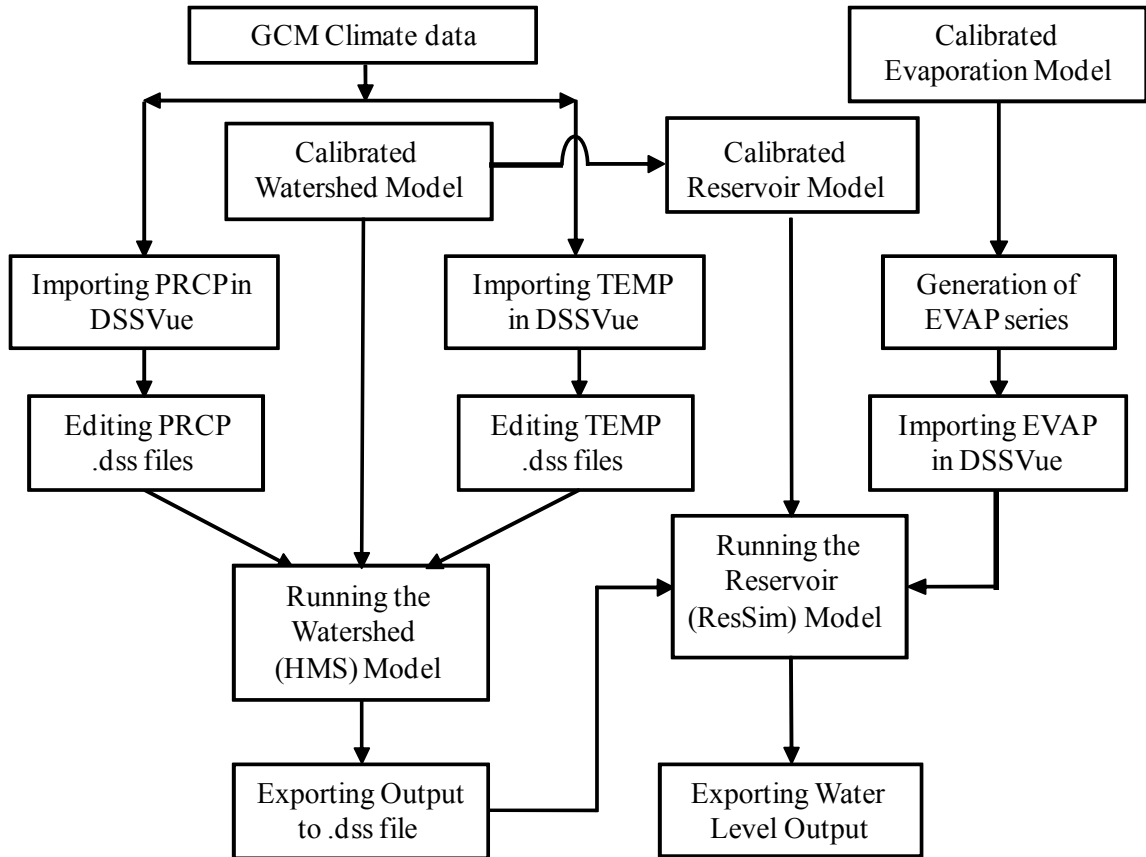 GCM Climate data
Calibrated
Evaporation Model
Calibrated
Watershed Model
Calibrated
Reservoir Model
Importing PRCPin
DSSVue
Importing TEMP
in DSSVue
Generation of
EVAP series
Editing PRCP
.dss files
Editing TEMP
.dss files
Importing EVAP
in DSSVue
Running the
Watershed
(HMS) Model
Running the
Reservoir
(ResSim) Model
Exporting Output
to .dss file
Exporting Water
Level Output